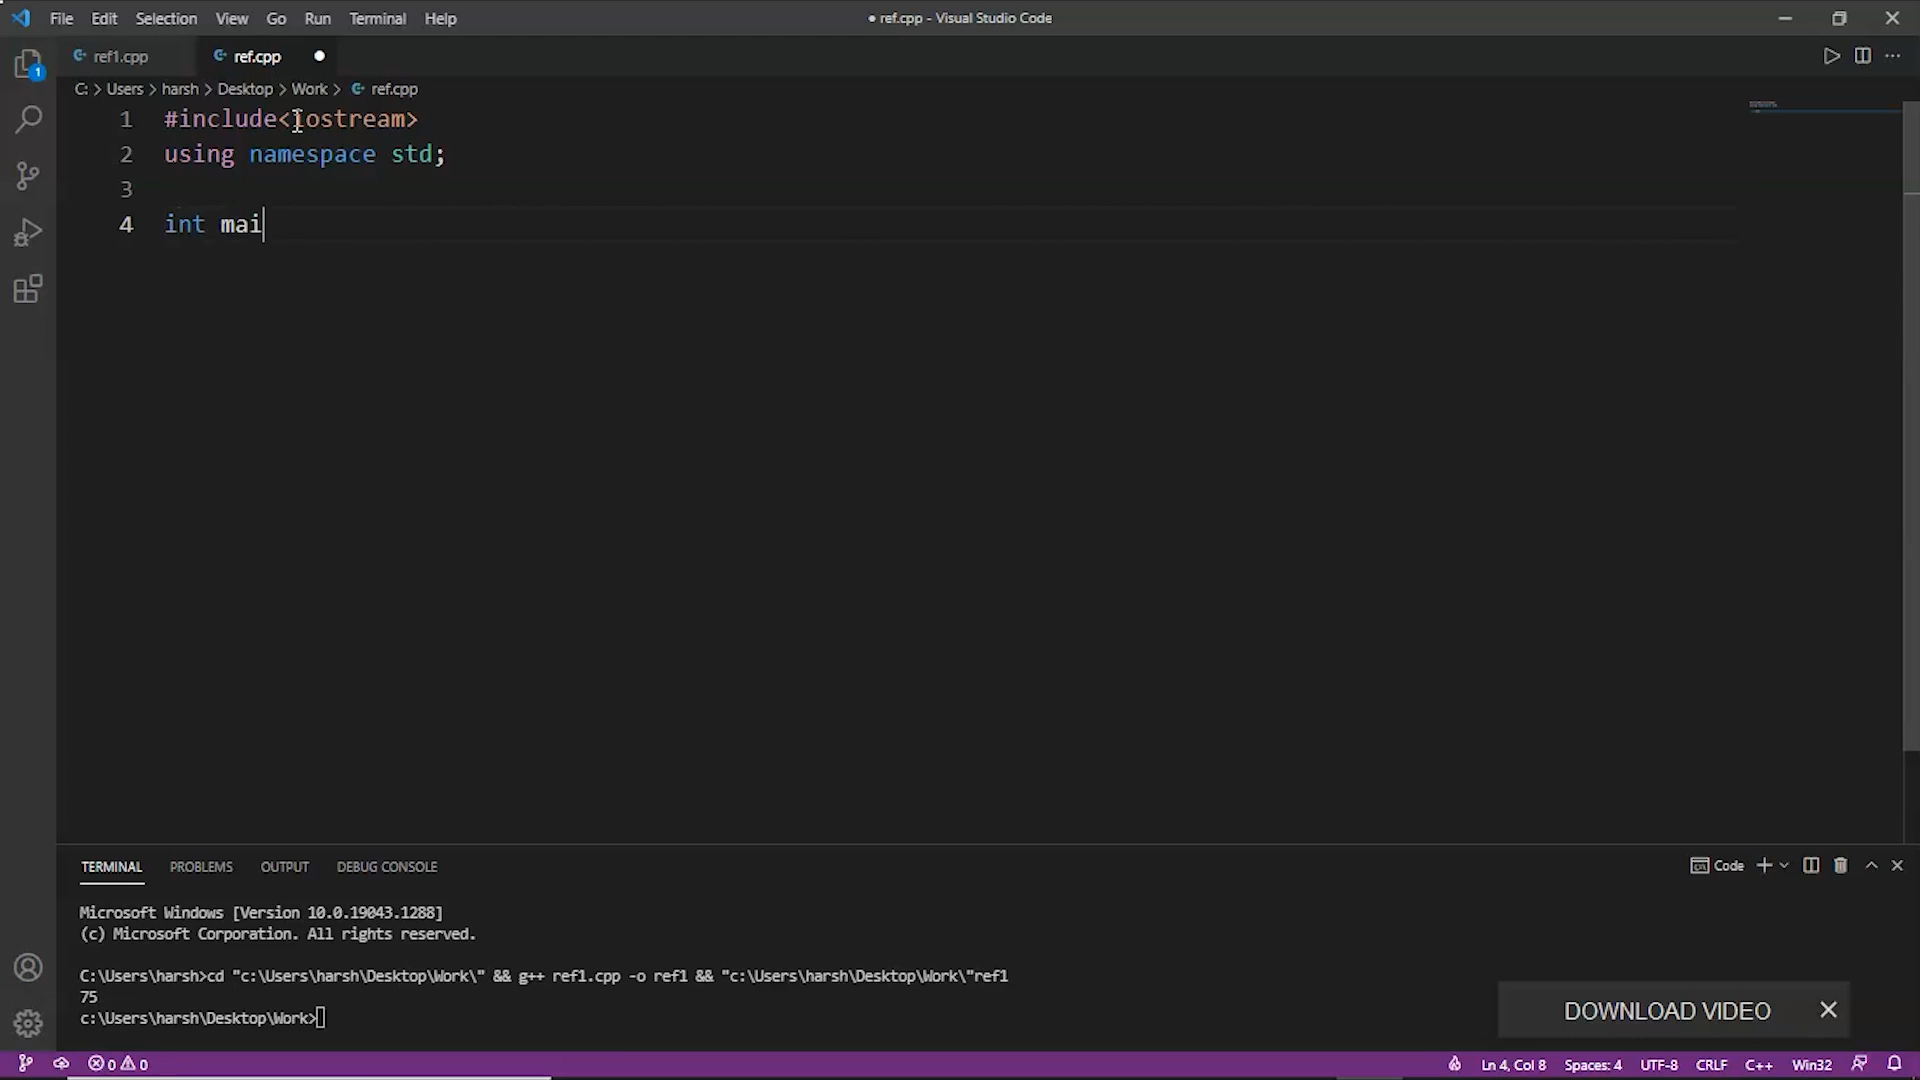 File Edit Selection View Go Run Terminal Help
● ref.cpp - Visual Studio Code
ref1.cpp
ref.cpp
1
C: > Users > harsh > Desktop > Work > ref.cpp
1 #include<iostream>
2 using namespace std;
3
4 int mai
TERMINAL PROBLEMS OUTPUT DEBUG CONSOLE
Code
Microsoft Windows [Version 10.0.19043.1288]
(c) Microsoft Corporation. All rights reserved.
C:\Users\harsh>cd "c:\Users\harsh\Desktop\Work\" && g++ ref1.cpp -o ref1 && "c:\Users\harsh\Desktop\Work\"ref1
75
c:\Users\harsh\Desktop\Work>
DOWNLOAD VIDEO
0 0
Ln 4, Col 8 Spaces: 4 UTF-8 CRLF C++ Win32